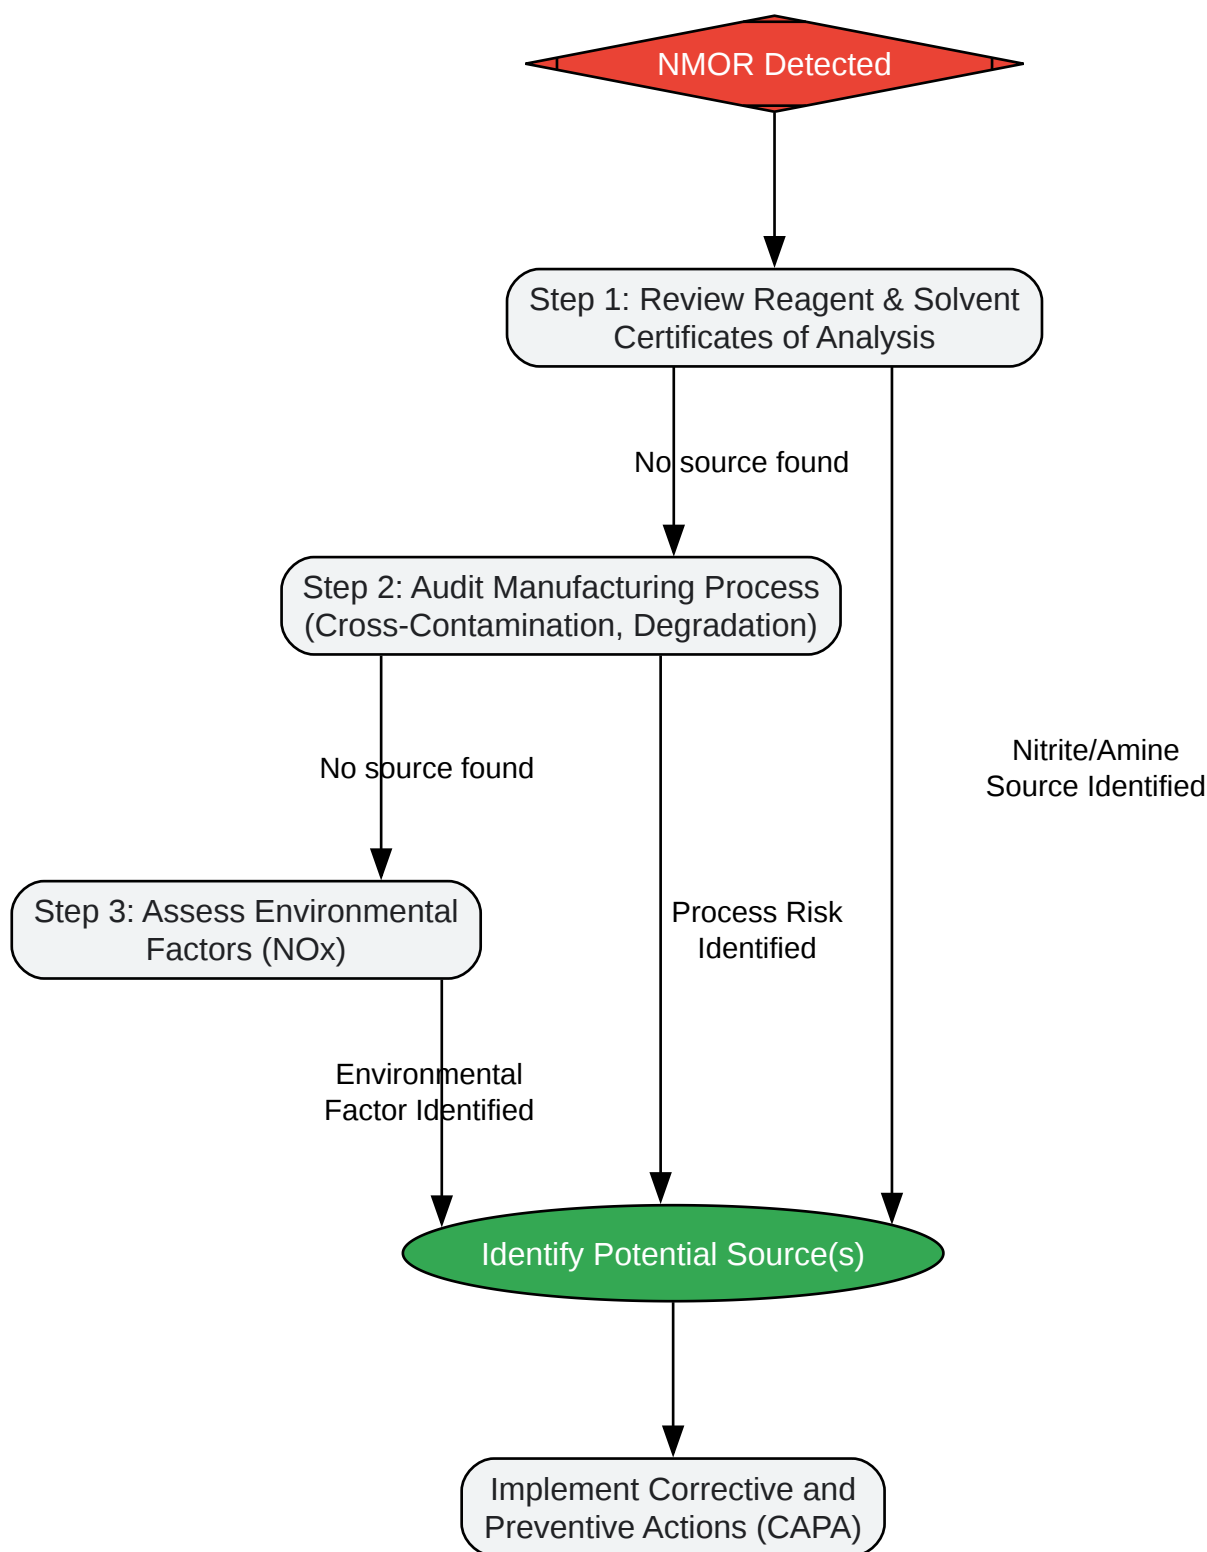 NMOR Detected
Step 1: Review Reagent & Solvent
Certificates of Analysis
No source found
Step 2: Audit Manufacturing Process
(Cross-Contamination, Degradation)
No source found
Nitrite/Amine
Source Identified
Step 3: Assess Environmental
Factors (NOx)
Process Risk
Identified
Environmental
Factor Identified
Identify Potential Source(s)
Implement Corrective and
Preventive Actions (CAPA)